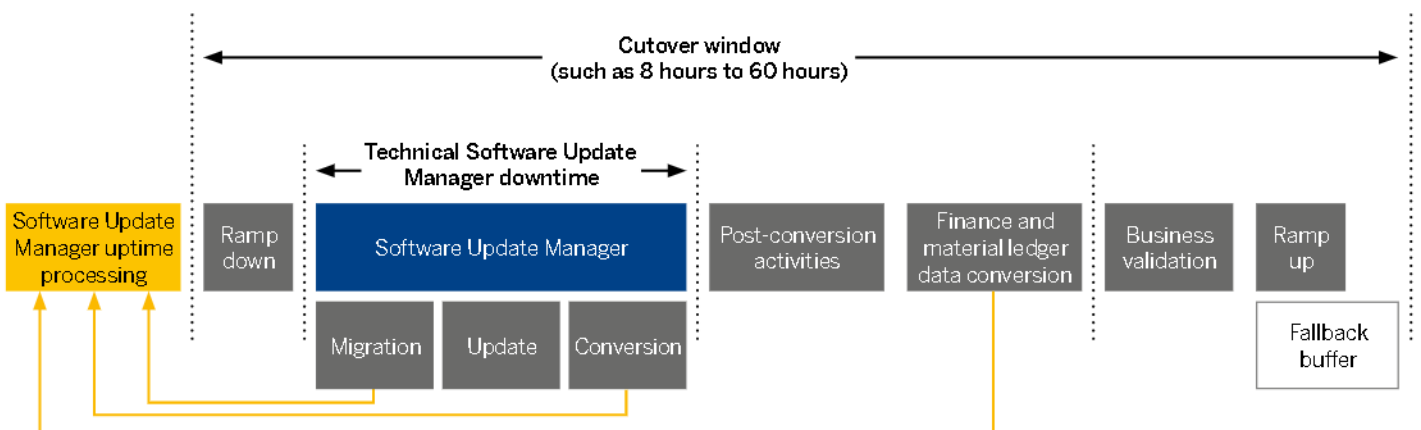 Cutover window
(such as 8 hours to 60 hours)
Technical Software Update
Manager downtime
Software Update
Manager uptime
processing
Ramp
down
Software Update Manager
Post-conversion
activities
Finance and
material ledger
data conversion
Business
validation
Ramp
up
Migration
Update
Conversion
Fallback
buffer